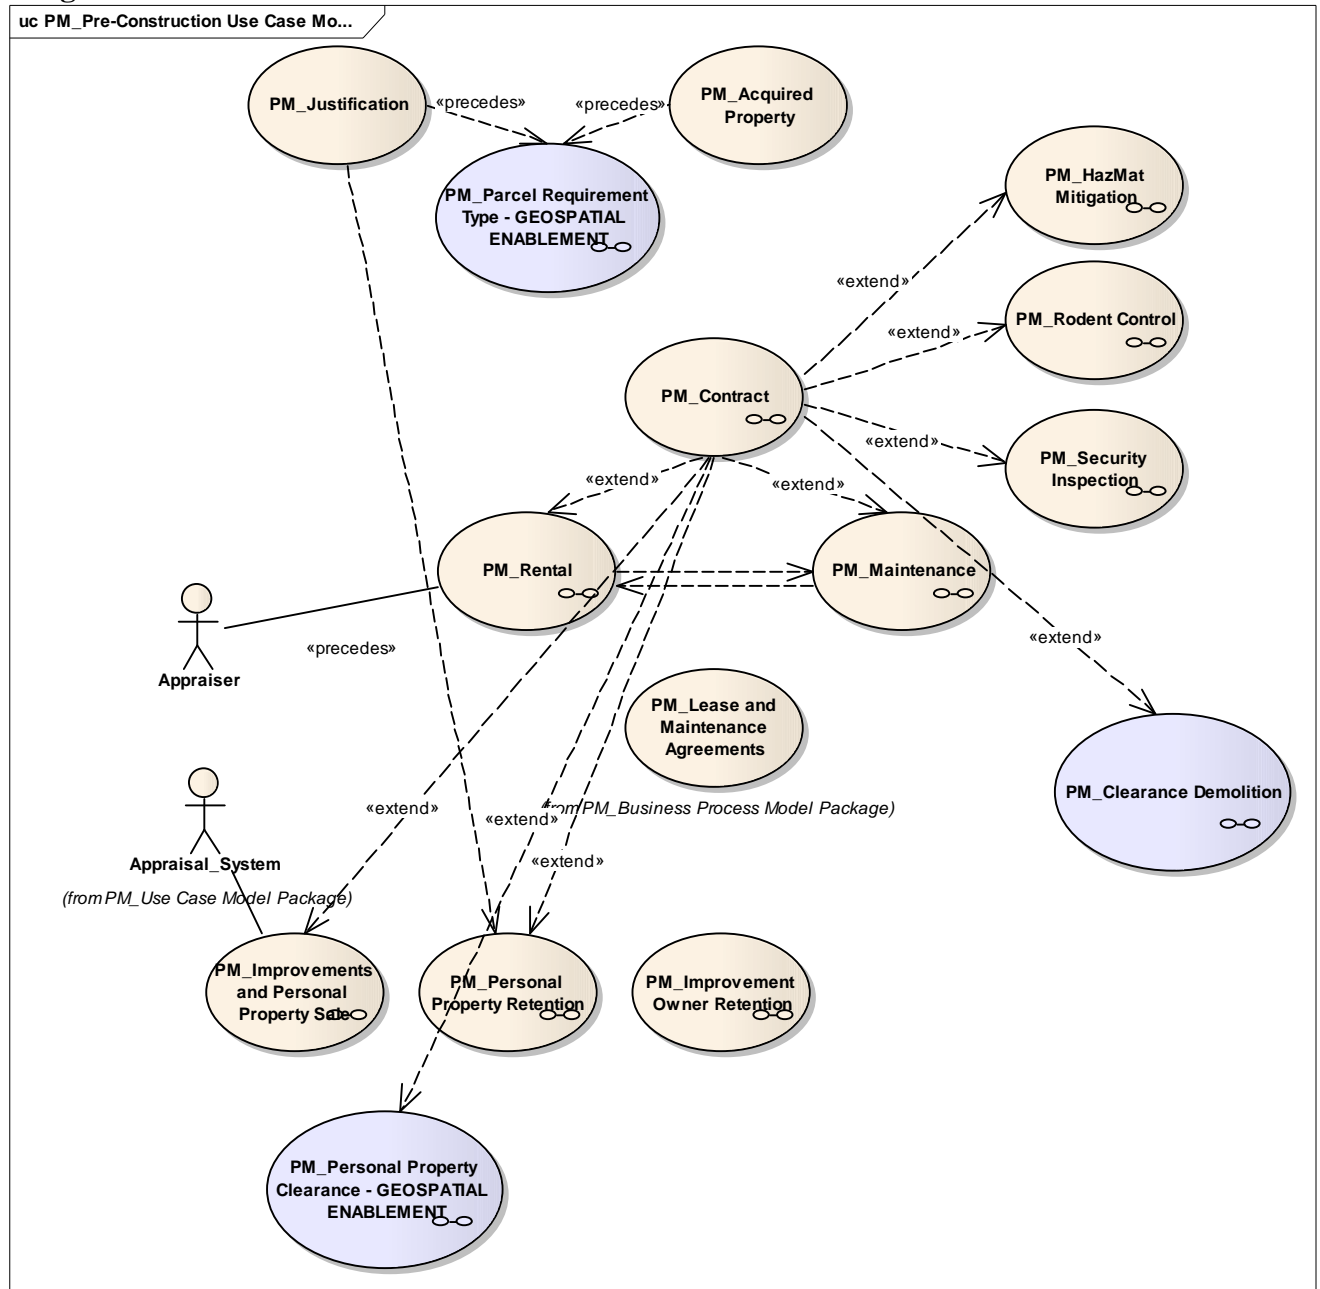 uc PM_Pre-Construction Use Case Mo...
PM_Justification
«precedes»
«precedes»
PM_Acquired
Property
PM_Parcel Requirement
Type - GEOSPATIAL
ENABLEMENT
PM_HazMat
Mitigation
«extend»
PM_Rodent Control
«extend»
PM_Contract
«extend»
PM_Security
Inspection
«extend»
«extend»
PM_Rental
PM_Maintenance
«extend»
«precedes»
Appraiser
PM_Lease and
Maintenance
Agreements
(from PM_Business Process Model Package)
PM_Clearance Demolition
«extend»
«extend»
«extend»
Appraisal_System
(from PM_Use Case Model Package)
PM_Improvements
and Personal
Property Sale
PM_Personal
Property Retention
PM_Improvement
Owner Retention
PM_Personal Property
Clearance - GEOSPATIAL
ENABLEMENT